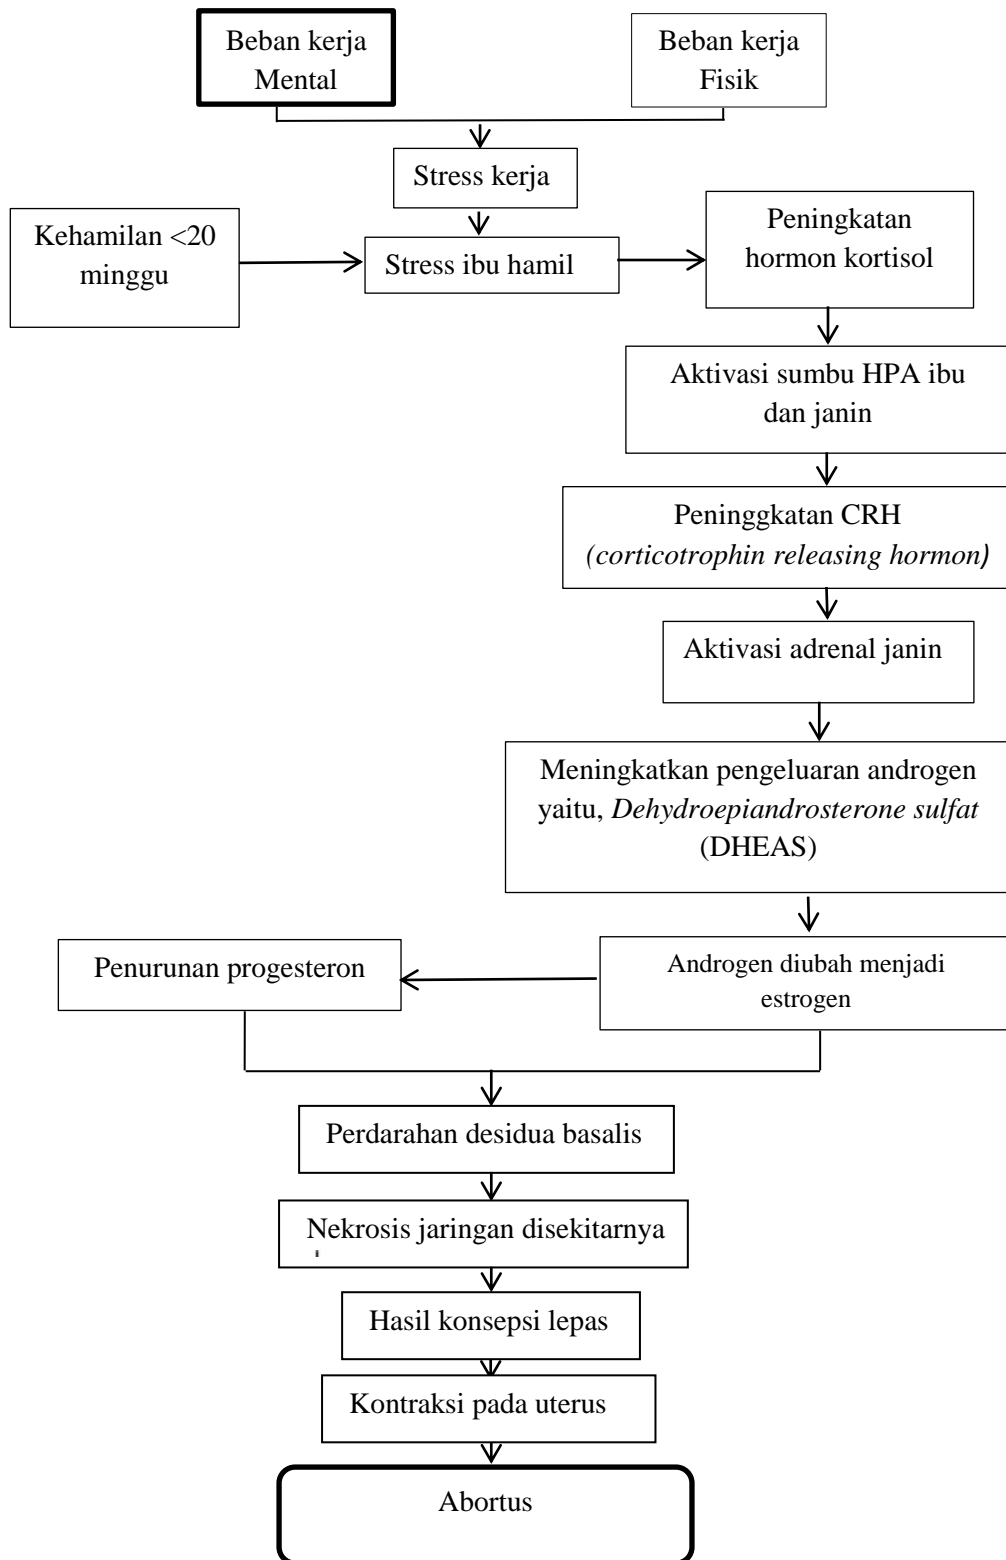 Beban kerja
Mental
Beban kerja
Fisik
Stress kerja
Kehamilan <20
minggu
Stress ibu hamil
Peningkatan
hormon kortisol
Aktivasi sumbu HPA ibu
dan janin
Peninggkatan CRH
(corticotrophin releasing hormon)
Aktivasi adrenal janin
Meningkatkan pengeluaran androgen
yaitu, Dehydroepiandrosterone sulfat
(DHEAS)
Penurunan progesteron
Androgen diubah menjadi
estrogen
Perdarahan desidua basalis
Nekrosis jaringan disekitarnya
Hasil konsepsi lepas
Kontraksi pada uterus
Abortus